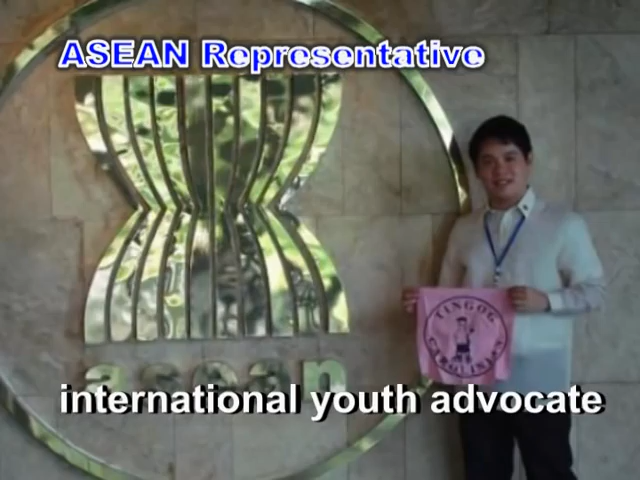 ASEAN Representative
asean
TINGOG
international youth advocate